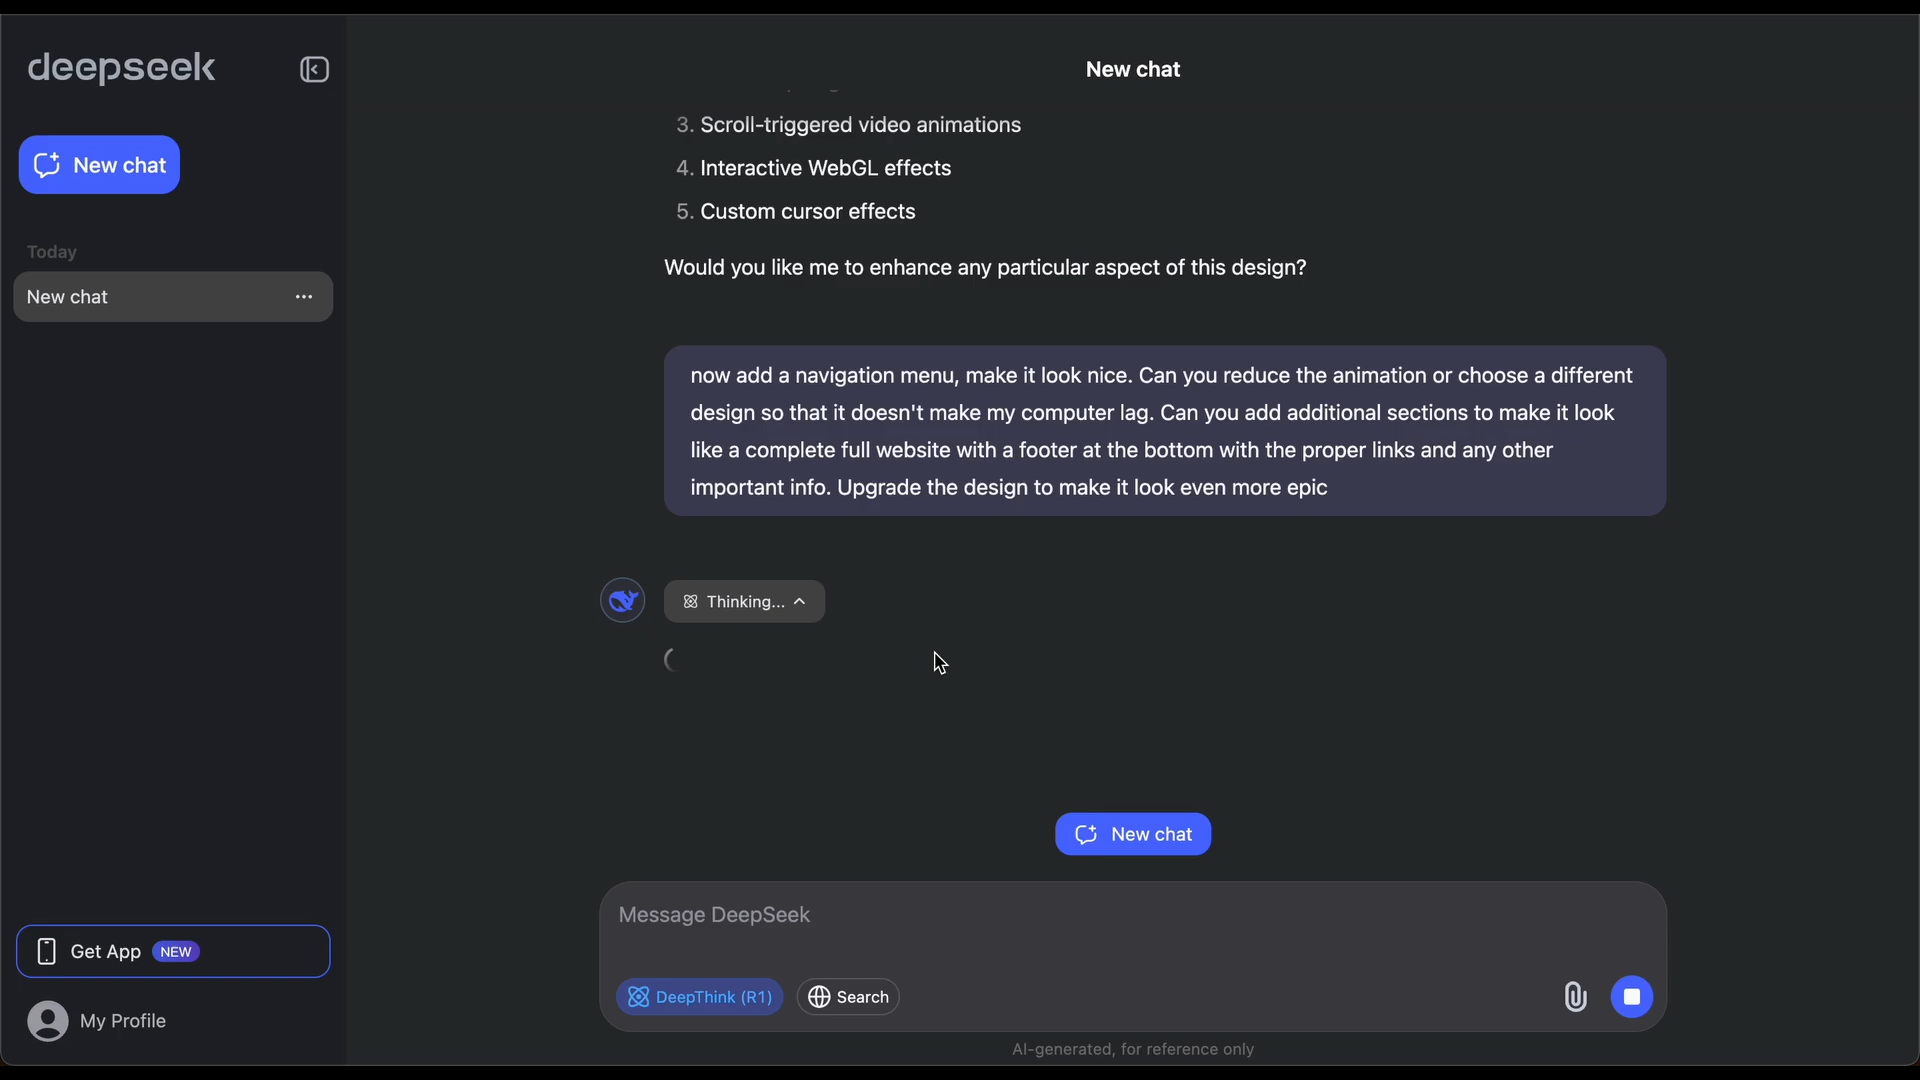 deepseek
New chat
Today
New chat
Get App NEW
My Profile
New chat
3. Scroll-triggered video animations
4. Interactive WebGL effects
5. Custom cursor effects
Would you like me to enhance any particular aspect of this design?
now add a navigation menu, make it look nice. Can you reduce the animation or choose a different
design so that it doesn't make my computer lag. Can you add additional sections to make it look
like a complete full website with a footer at the bottom with the proper links and any other
important info. Upgrade the design to make it look even more epic
Thinking...
New chat
Message DeepSeek
DeepThink (R1) Search
AI-generated, for reference only